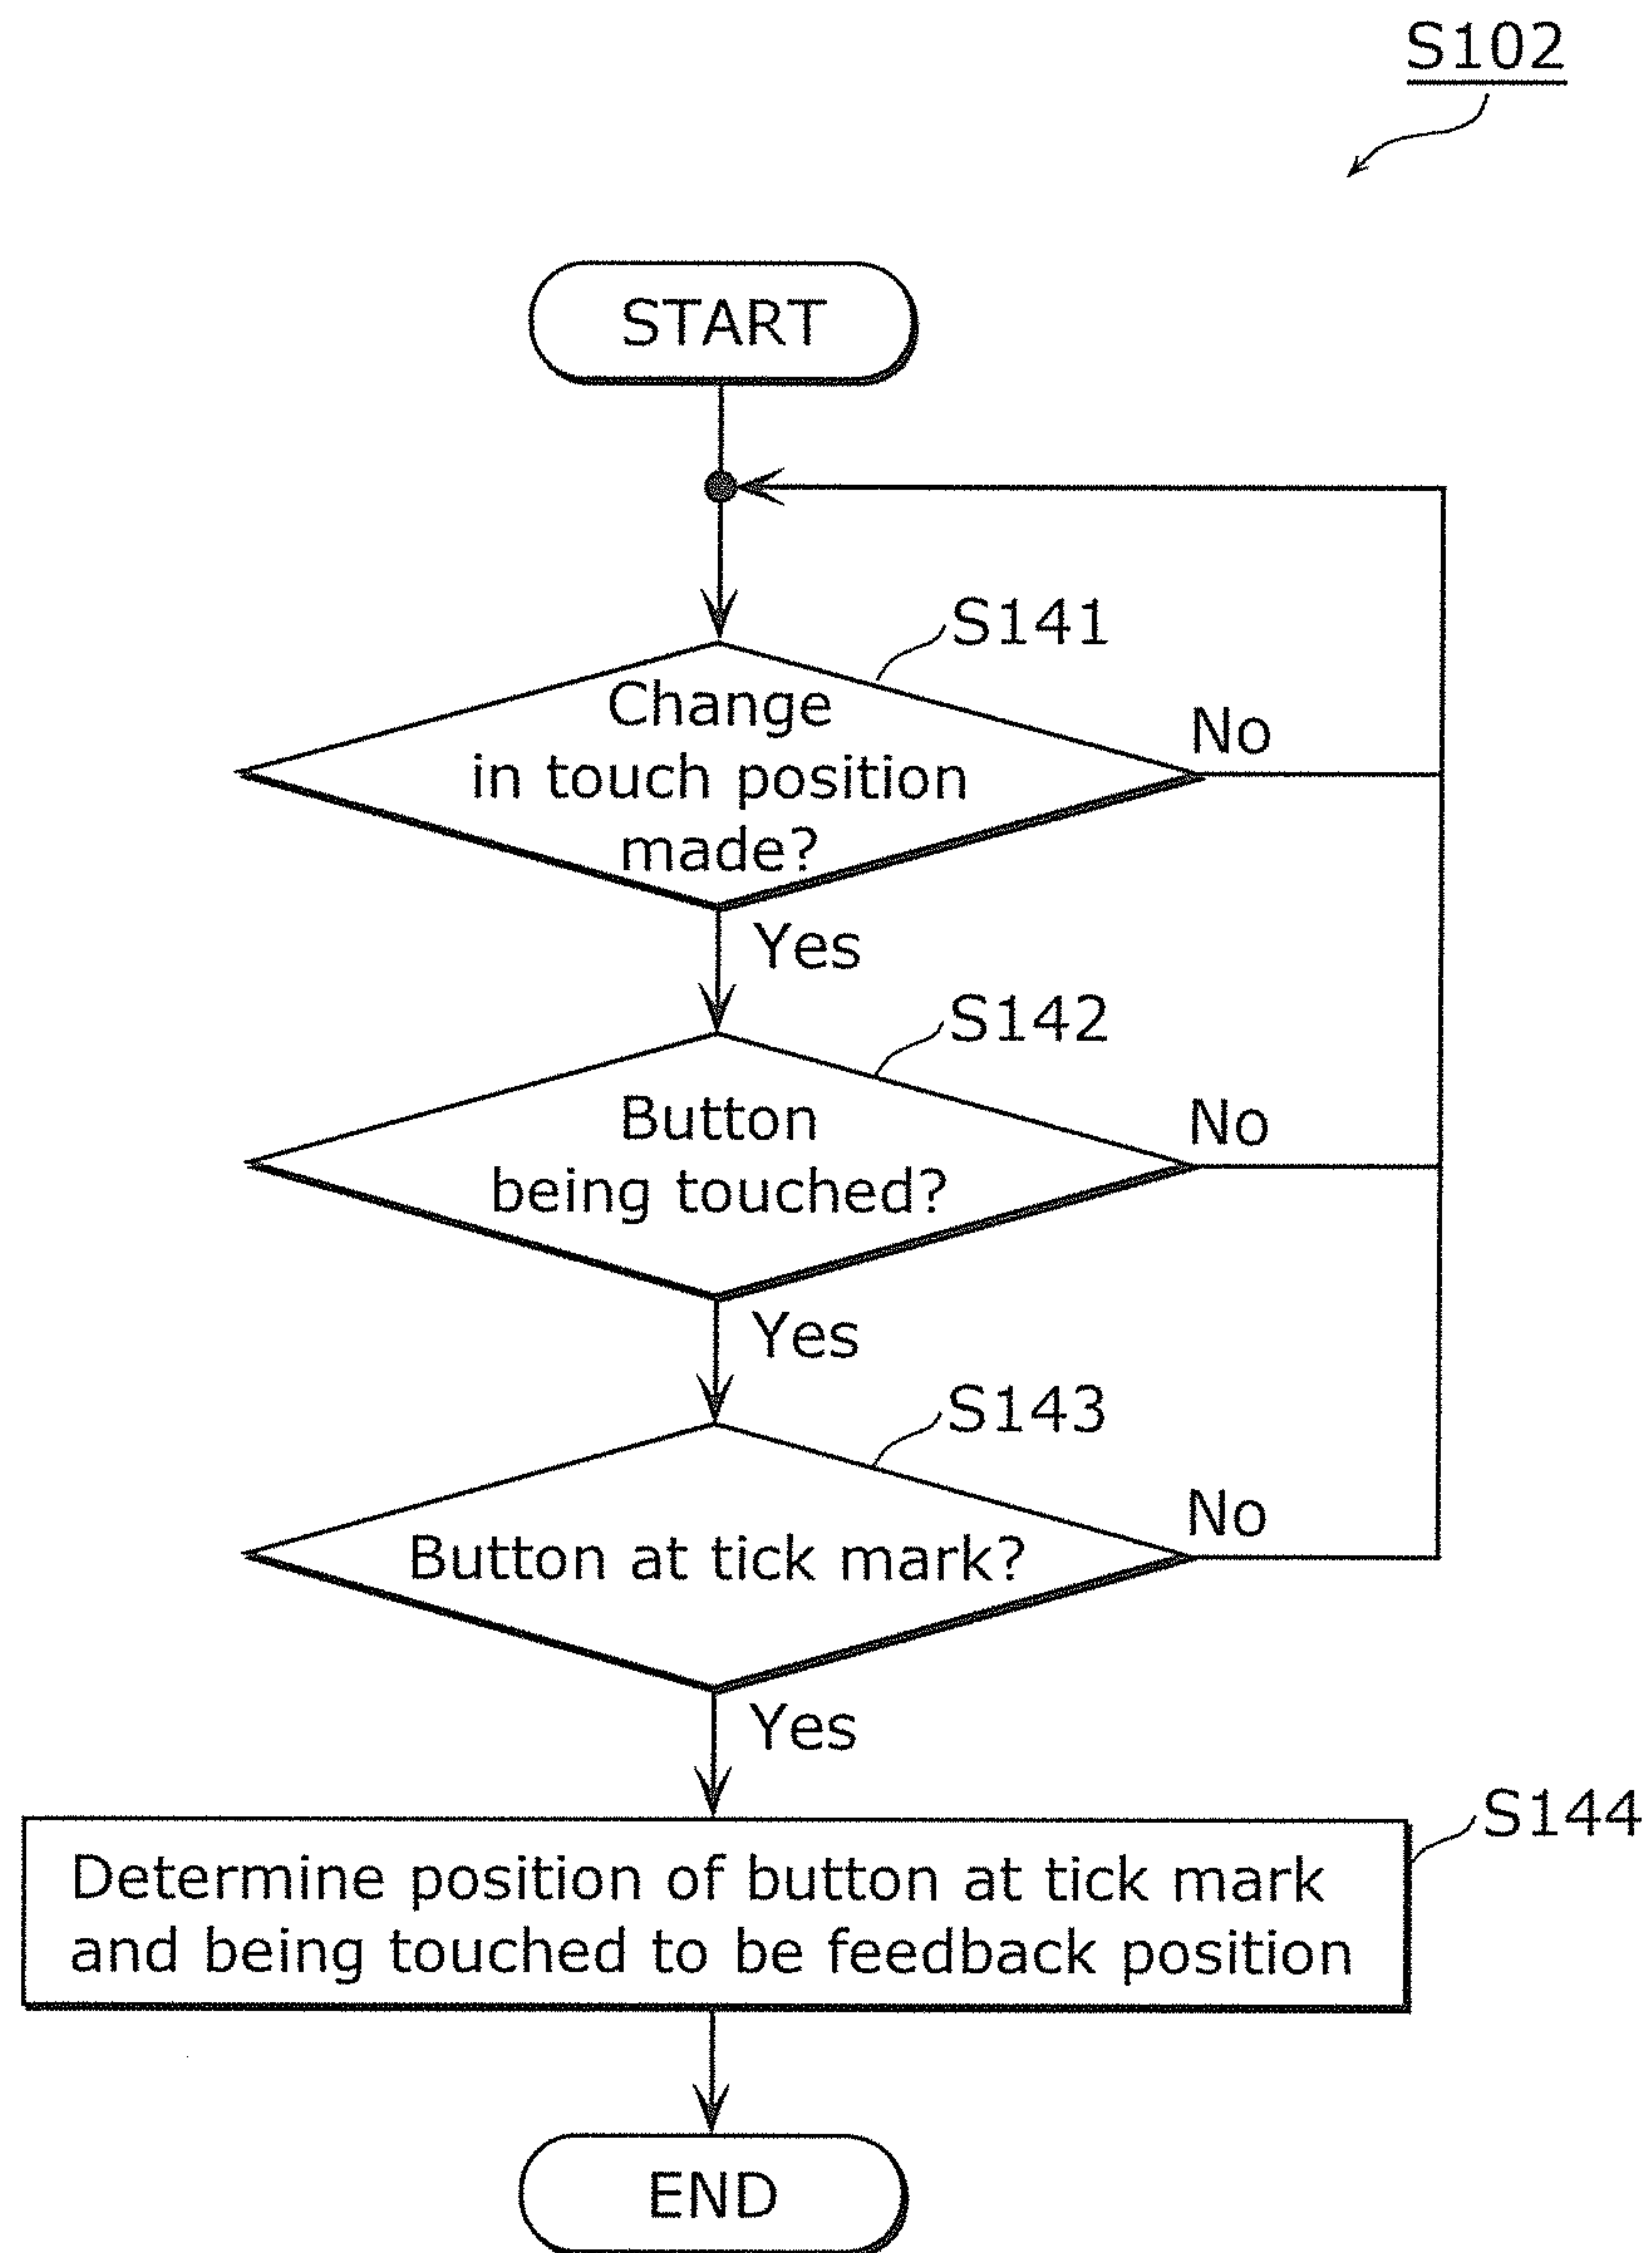 S102
START
S141
Change
in touch position
made?
No
Yes
S142
Button
being touched?
No
Yes
S143
Button at tick mark?
No
Yes
S144
Determine position of button at tick mark
and being touched to be feedback position
END